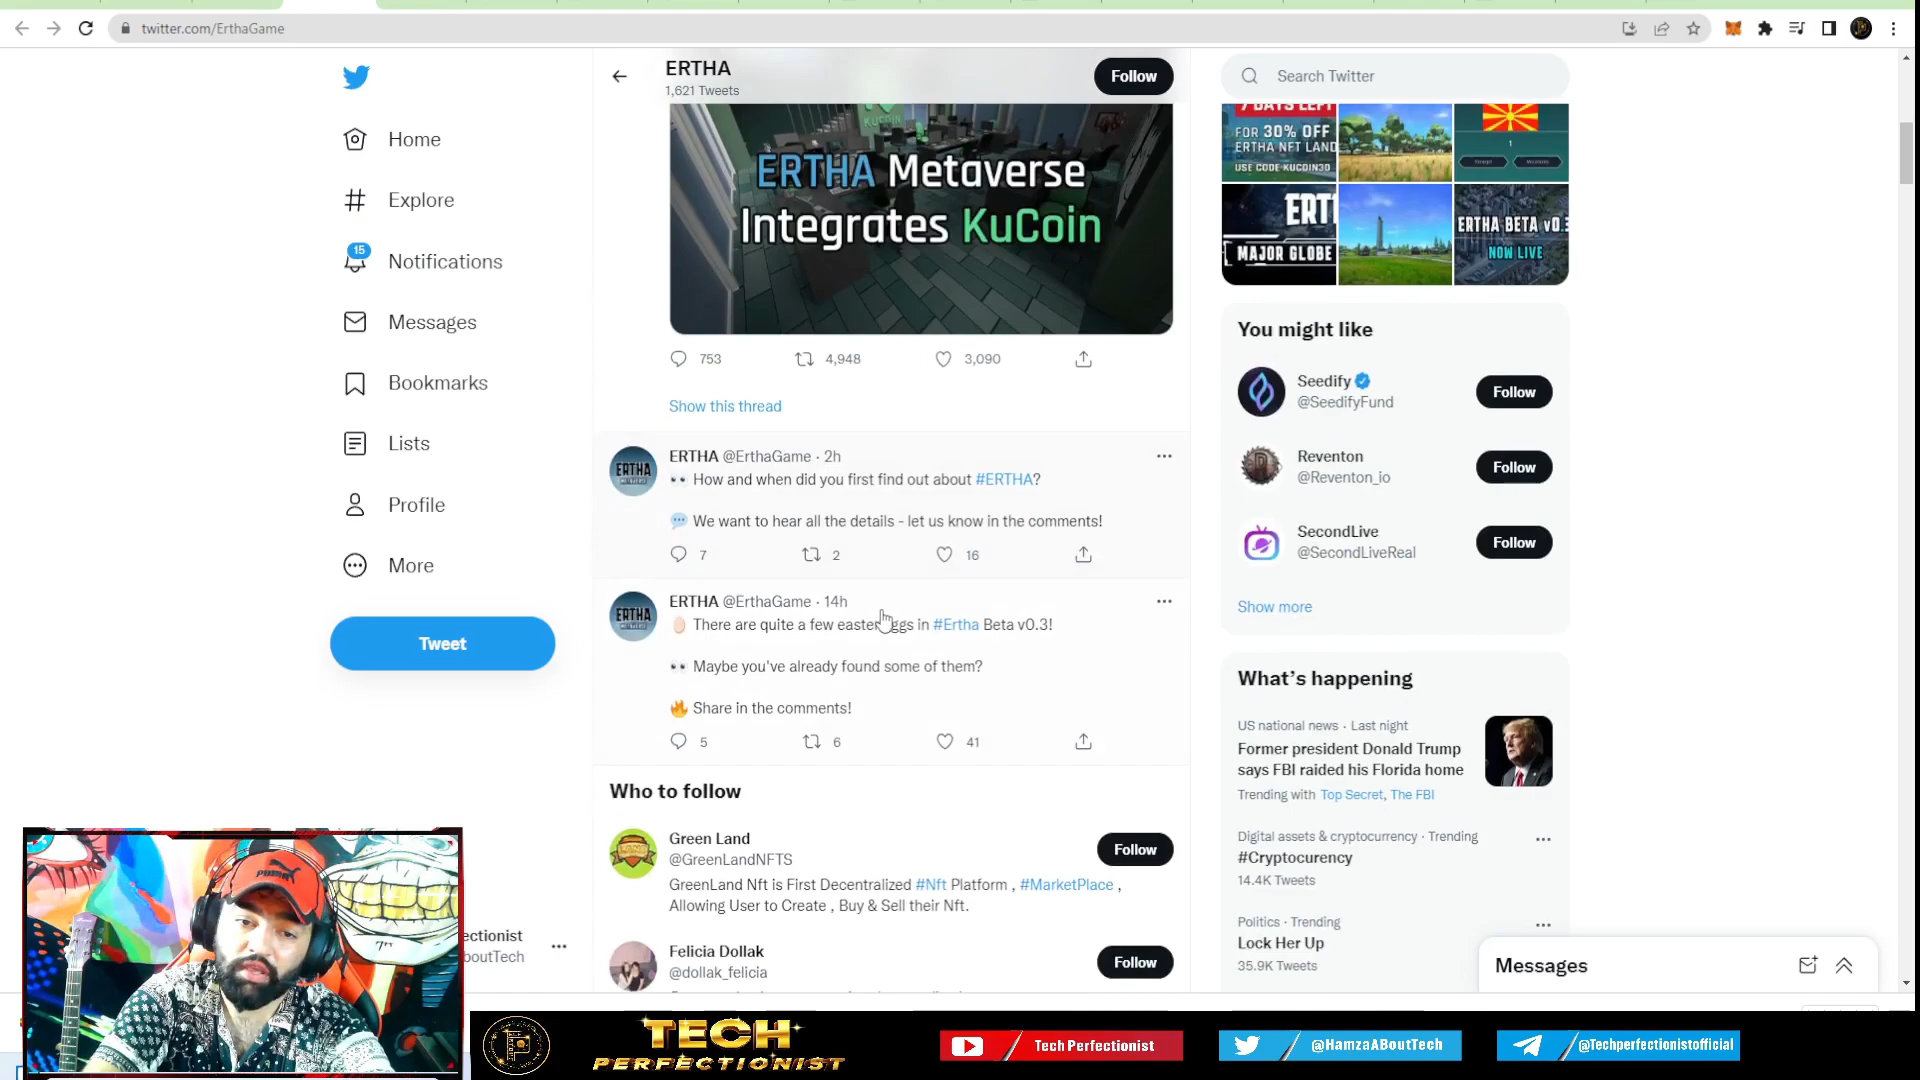 twitter.com/ErthaGame
ERTHA
1,621 Tweets
Follow
Search Twitter
Home
Explore
15
Notifications
Messages
Bookmarks
Lists
Profile
More
Tweet
KUCOIN
ERTHA Metaverse
Integrates KuCoin
753
4,948
3,090
Show this thread
ERTHA @ErthaGame · 2h
👀 How and when did you first find out about #ERTHA?
💬 We want to hear all the details - let us know in the comments!
7
2
16
ERTHA @ErthaGame · 14h
🥚 There are quite a few easter eggs in #Ertha Beta v0.3!
👀 Maybe you've already found some of them?
🔥 Share in the comments!
5
6
41
Who to follow
Green Land
@GreenLandNFTS
Follow
GreenLand Nft is First Decentralized #Nft Platform , #MarketPlace ,
Allowing User to Create , Buy & Sell their Nft.
Felicia Dollak
@dollak_felicia
Follow
7 DAYS LEFT
FOR 30% OFF
ERTHA NFT LAND
USE CODE KUCOIN30
1
ERT
MAJOR GLOBE
ERTHA BETA v0.3
NOW LIVE
You might like
Seedify
@SeedifyFund
Follow
Reventon
@Reventon_io
Follow
SecondLive
@SecondLiveReal
Follow
Show more
What's happening
US national news · Last night
Former president Donald Trump
says FBI raided his Florida home
Trending with Top Secret, The FBI
Digital assets & cryptocurrency · Trending
#Cryptocurency
14.4K Tweets
Politics · Trending
Lock Her Up
35.9K Tweets
Messages
ectionist
boutTech
PUMA
TECH
PERFECTIONIST
Tech Perfectionist
@HamzaABoutTech
@Techperfectionistofficial